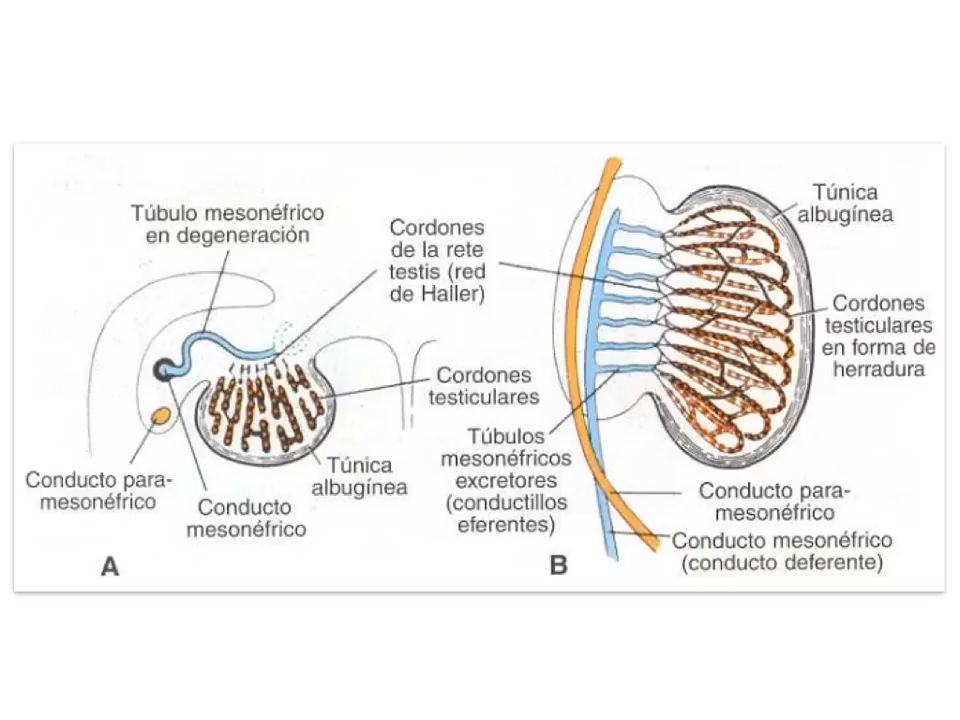 Túbulo mesonéfrico
en degeneración
Cordones
de la rete
testis (red
de Haller)
Cordones
testiculares
Túnica
albugínea
Conducto para-
mesonéfrico
Conducto
mesonéfrico
A
Túnica
albugínea
Cordones
testiculares
en forma de
herradura
Túbulos
mesonéfricos
excretores
(conductillos
eferentes)
Conducto para-
mesonéfrico
Conducto mesonéfrico
(conducto deferente)
B